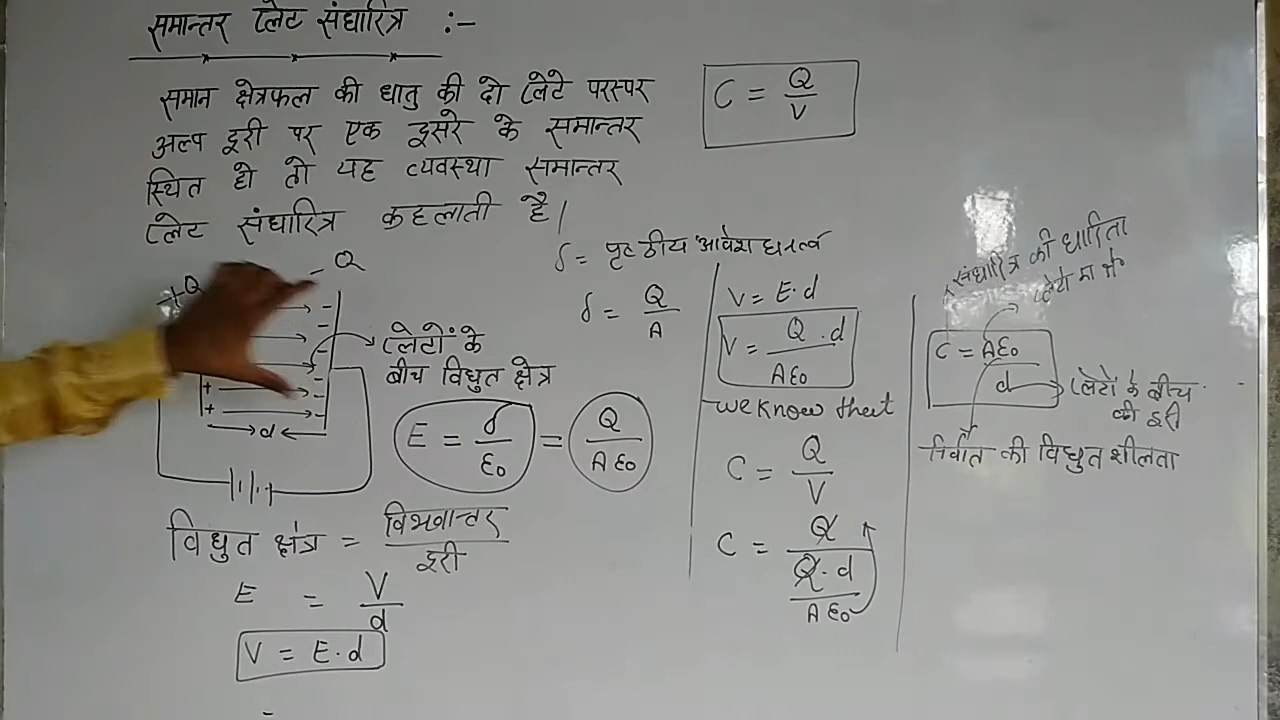 समान्तर प्लेट संधारित्र :-
समान क्षेत्रफल की धातु की दो प्लेटे परस्पर
अल्प दूरी पर एक दूसरे के समान्तर
स्थित हो तो यह व्यवस्था समान्तर
प्लेट संधारित्र कहलाती है|
C = Q/V
+Q
- Q
प्लेटों के
बीच विधुत क्षेत्र
d
E = σ/ε₀ = Q/Aε₀
विधुत क्षेत्र = विभवान्तर/दूरी
E = V/d
V = E·d
σ = पृष्ठीय आवेश घनत्व
σ = Q/A
V = E·d
V = Q·d/Aε₀
we know that
C = Q/V
C = Q/(Q·d/Aε₀)
संधारित्र की धारिता
प्लेटो का
C = Aε₀/d
प्लेटों के बीच
की दूरी
निर्वात की विधुत शीलता